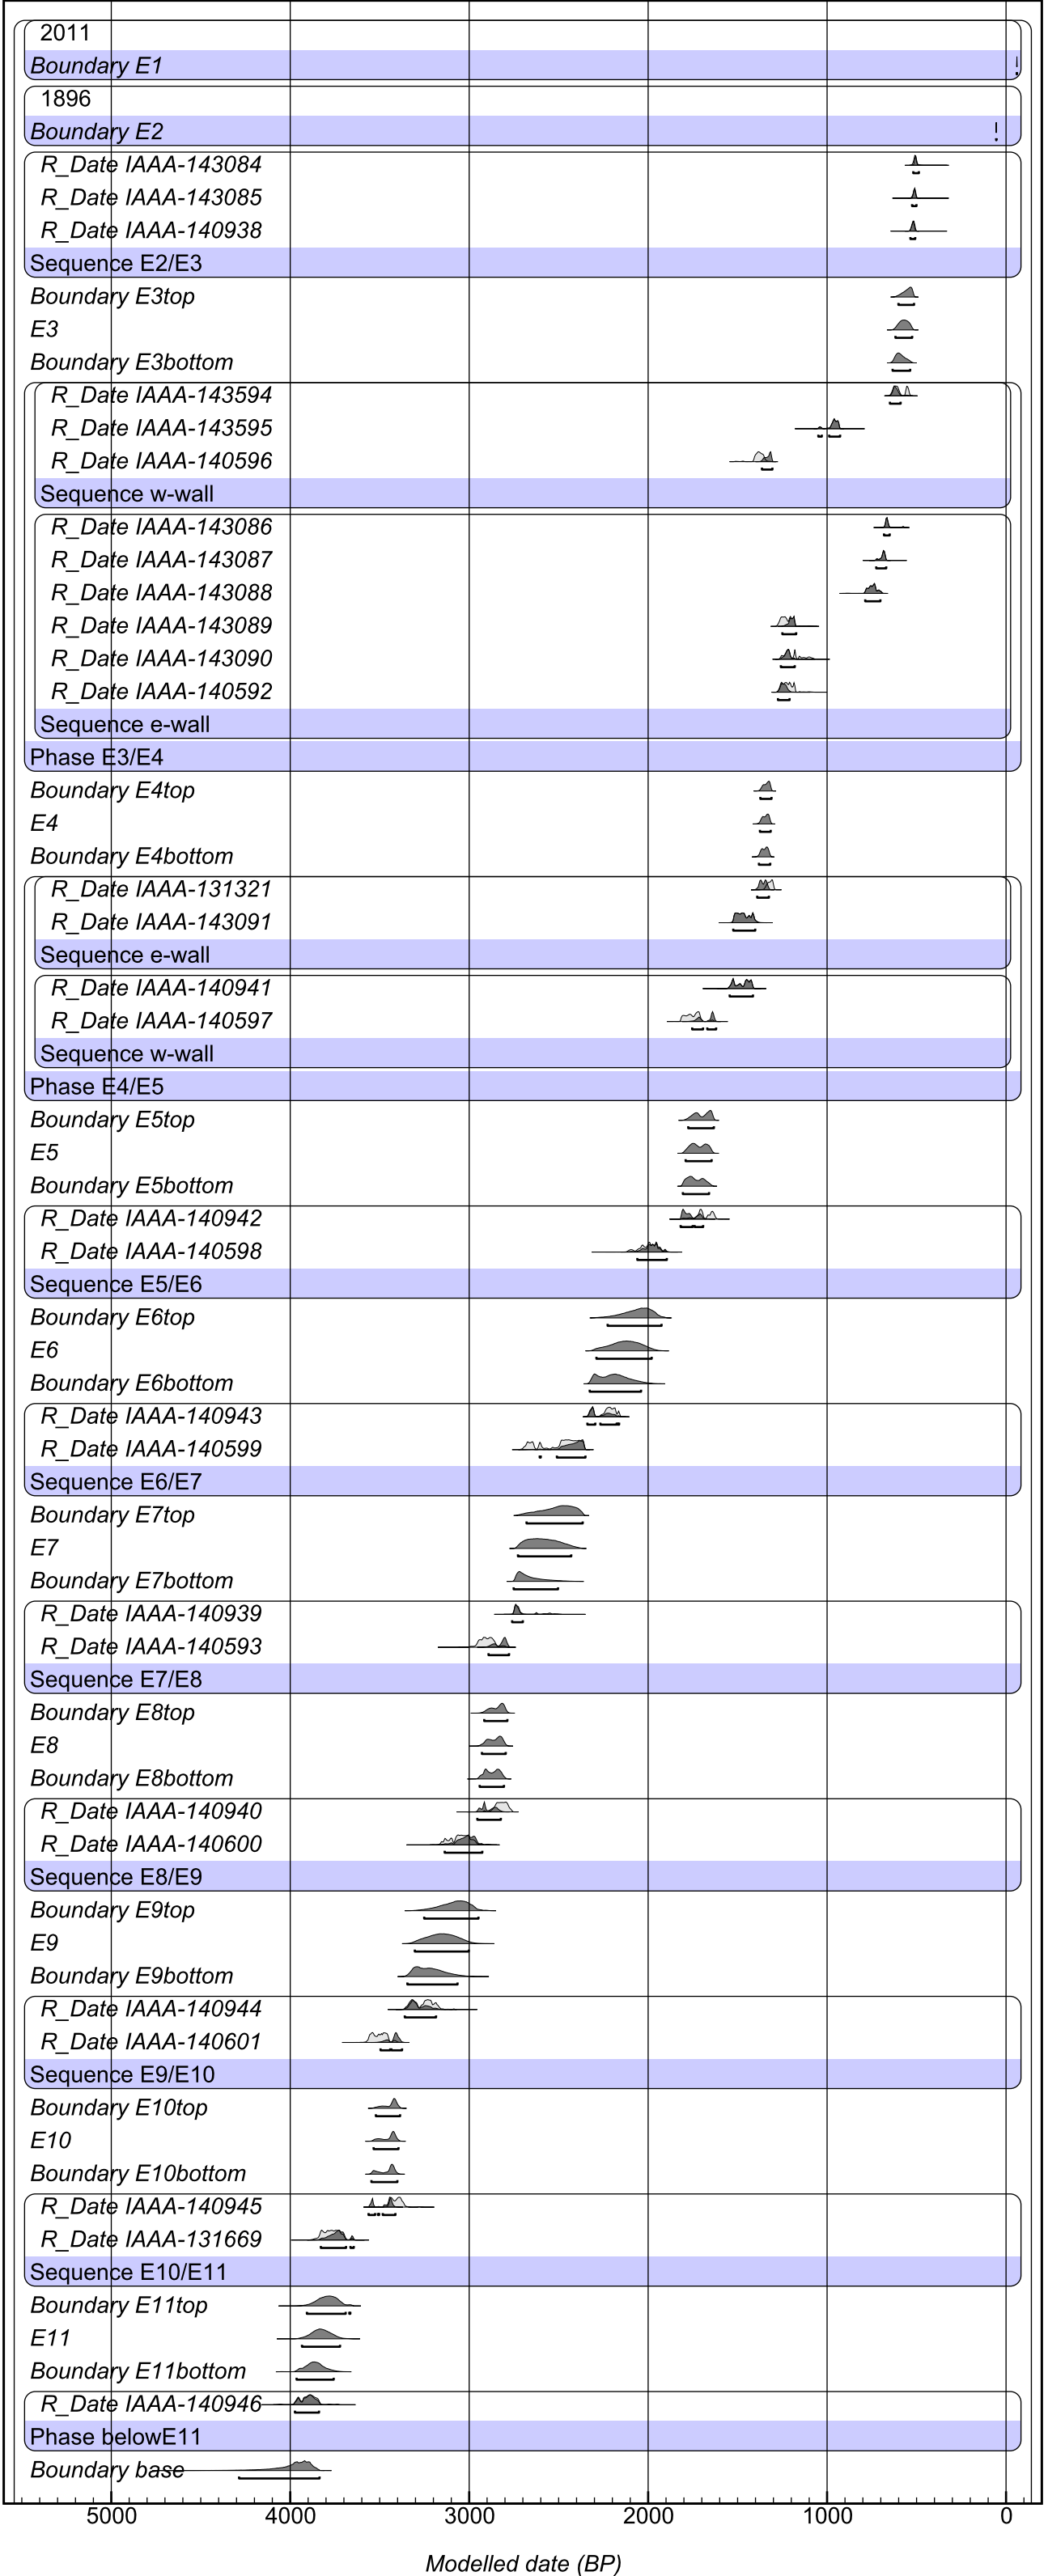 2011
Boundary E1
1896
Boundary E2
R_Date IAAA-143084
R_Date IAAA-143085
R_Date IAAA-140938
Sequence E2/E3
Boundary E3top
E3
Boundary E3bottom
R_Date IAAA-143594
R_Date IAAA-143595
R_Date IAAA-140596
Sequence w-wall
R_Date IAAA-143086
R_Date IAAA-143087
R_Date IAAA-143088
R_Date IAAA-143089
R_Date IAAA-143090
R_Date IAAA-140592
Sequence e-wall
Phase E3/E4
Boundary E4top
E4
Boundary E4bottom
R_Date IAAA-131321
R_Date IAAA-143091
Sequence e-wall
R_Date IAAA-140941
R_Date IAAA-140597
Sequence w-wall
Phase E4/E5
Boundary E5top
E5
Boundary E5bottom
R_Date IAAA-140942
R_Date IAAA-140598
Sequence E5/E6
Boundary E6top
E6
Boundary E6bottom
R_Date IAAA-140943
R_Date IAAA-140599
Sequence E6/E7
Boundary E7top
E7
Boundary E7bottom
R_Date IAAA-140939
R_Date IAAA-140593
Sequence E7/E8
Boundary E8top
E8
Boundary E8bottom
R_Date IAAA-140940
R_Date IAAA-140600
Sequence E8/E9
Boundary E9top
E9
Boundary E9bottom
R_Date IAAA-140944
R_Date IAAA-140601
Sequence E9/E10
Boundary E10top
E10
Boundary E10bottom
R_Date IAAA-140945
R_Date IAAA-131669
Sequence E10/E11
Boundary E11top
E11
Boundary E11bottom
R_Date IAAA-140946
Phase belowE11
Boundary base
5000 4000 3000 2000 1000 0
Modelled date (BP)